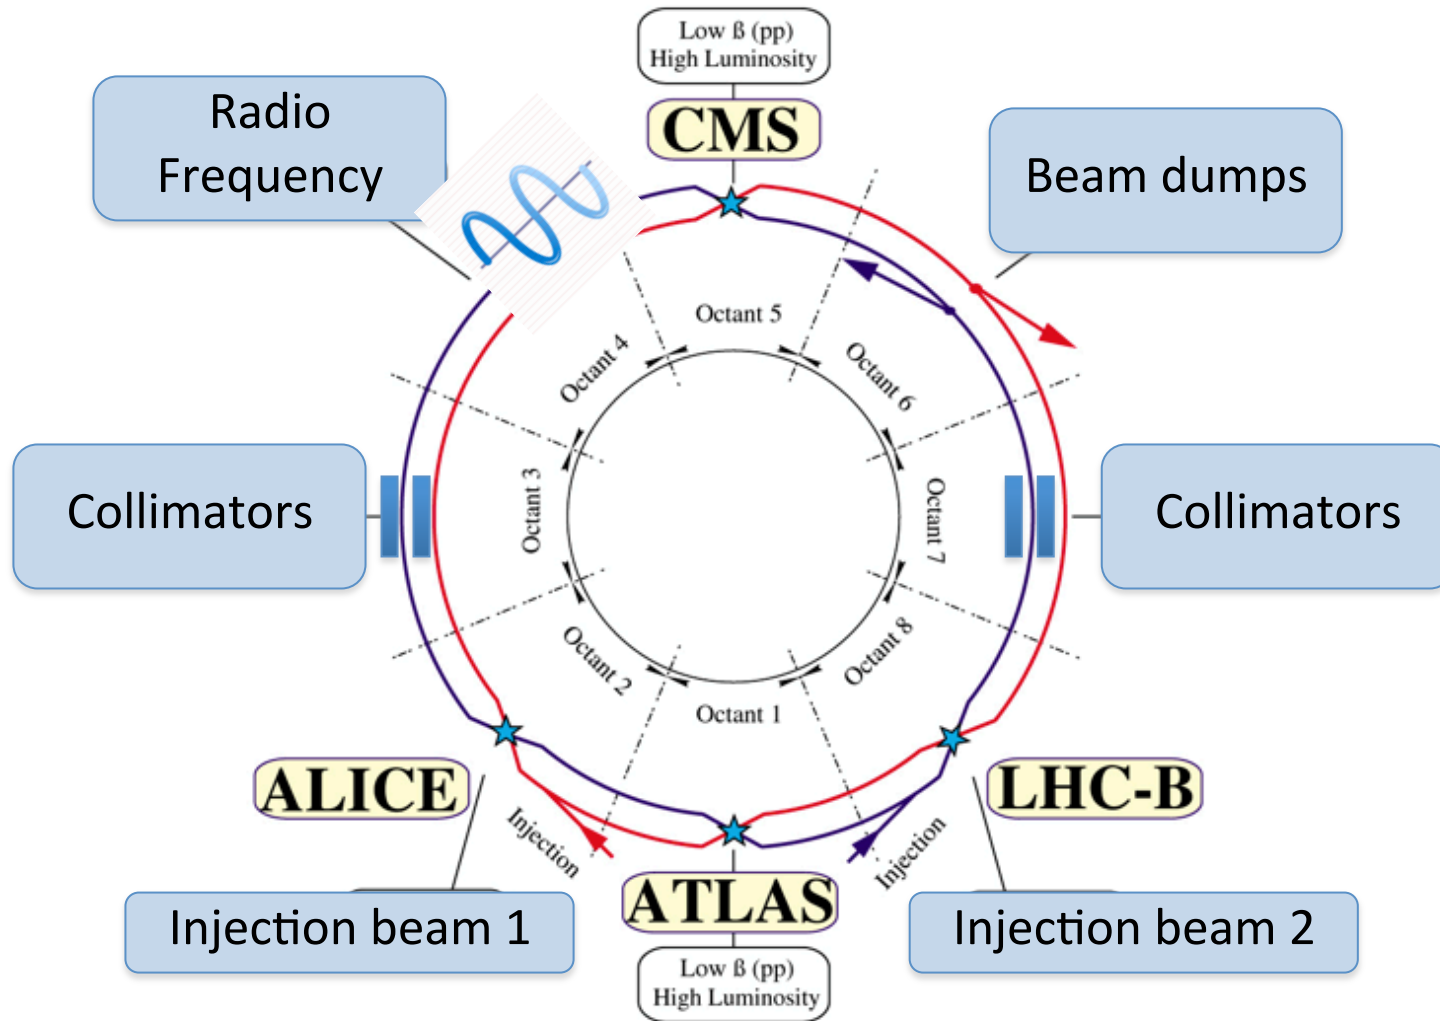 Low ß (pp)
High Luminosity
CMS
Radio
Frequency
Beam dumps
Octant 5
Octant 4
Octant 6
Collimators
Octant 3
Octant 7
Collimators
Octant 2
Octant 8
Octant 1
ALICE
LHC-B
Injection
Injection
ATLAS
Injection beam 1
Injection beam 2
Low ß (pp)
High Luminosity